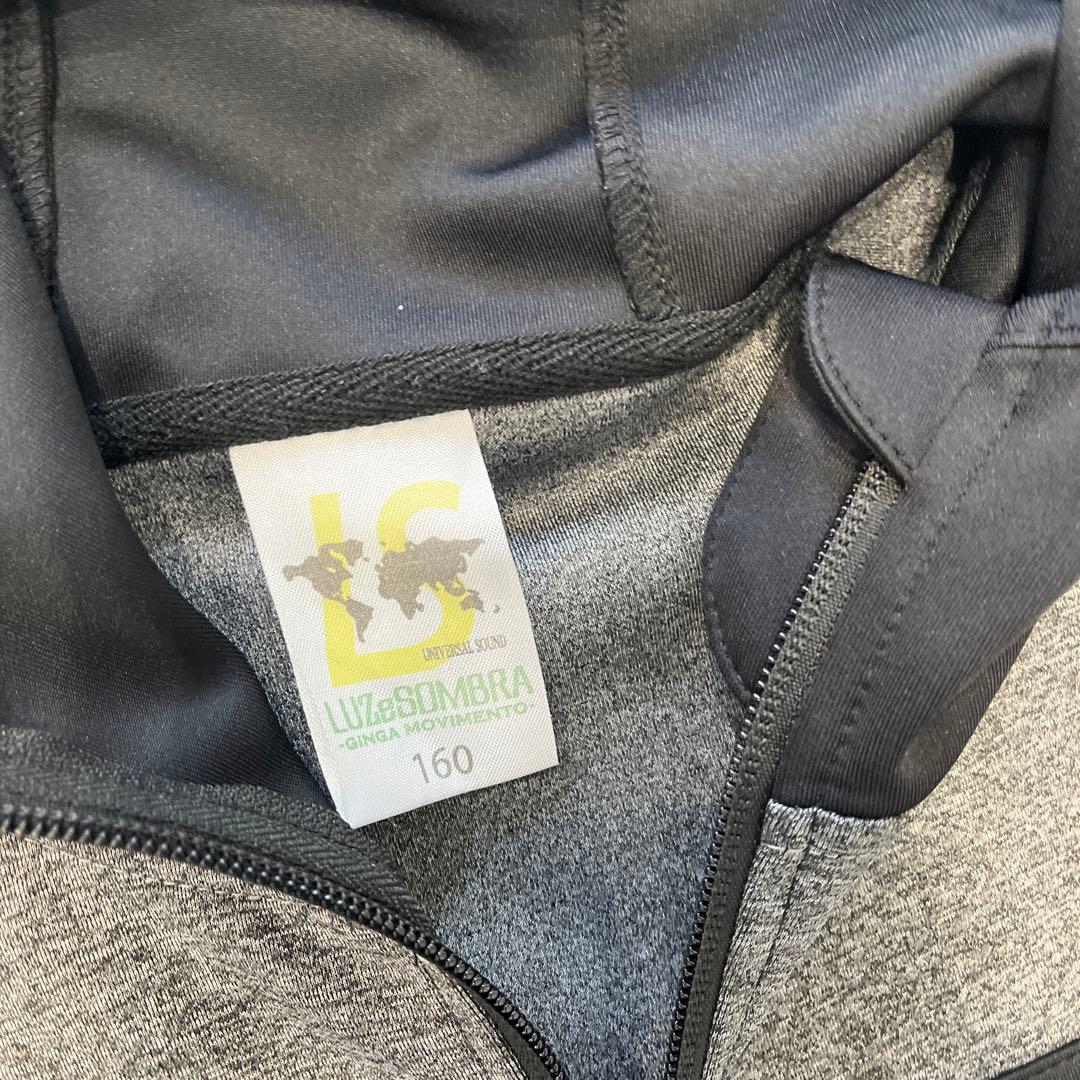 LS
UNIVERSAL SOUND
LUZeSOMBRA
-GINGA MOVIMENTO-
160